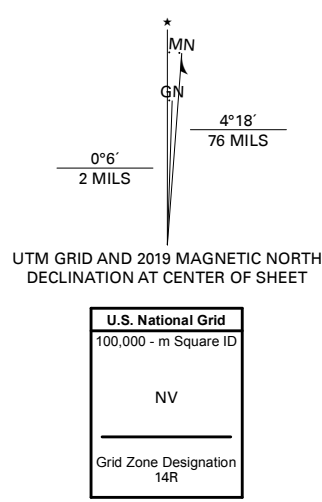 ★
MN
GN
4°18´
76 MILS
0°6´
2 MILS
UTM GRID AND 2019 MAGNETIC NORTH
DECLINATION AT CENTER OF SHEET
U.S. National Grid
100,000 - m Square ID
NV
Grid Zone Designation
14R